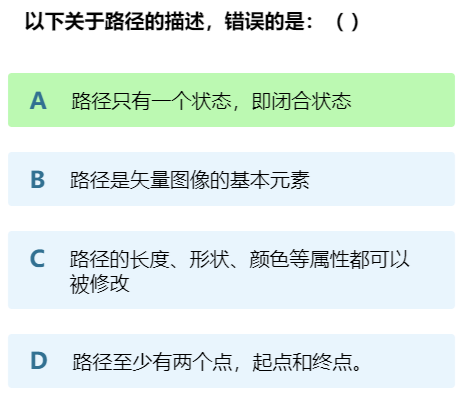 以下关于路径的描述，错误的是：（ ）
A 路径只有一个状态，即闭合状态
B 路径是矢量图像的基本元素
C 路径的长度、形状、颜色等属性都可以
被修改
D 路径至少有两个点，起点和终点。